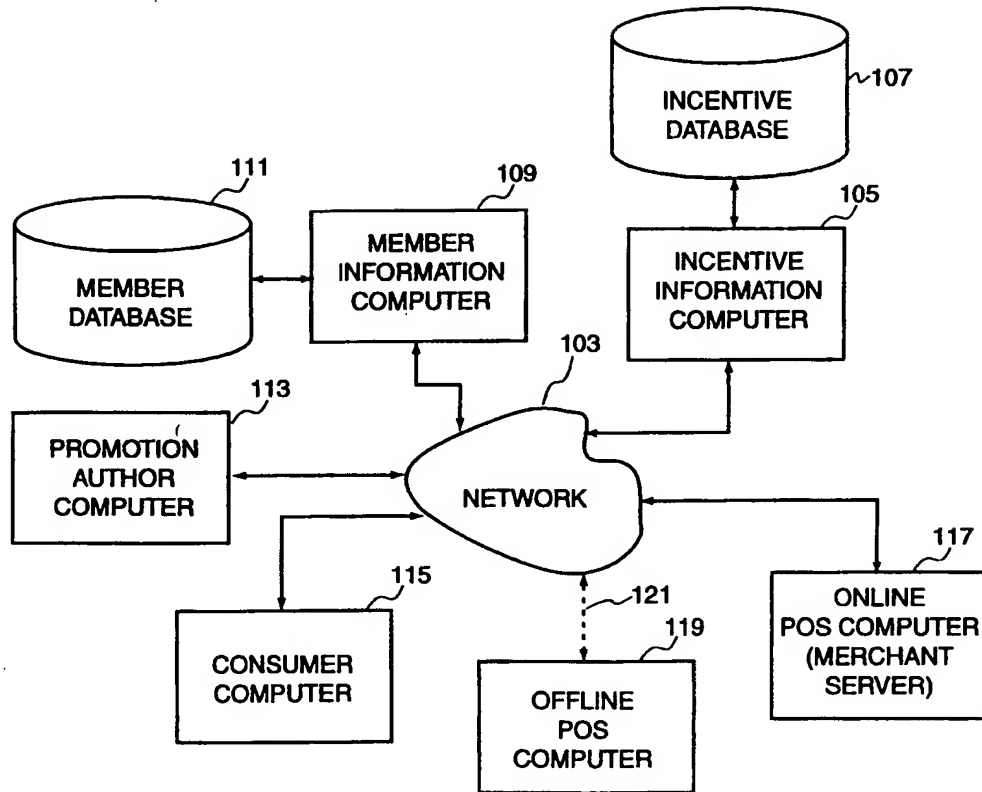 107
INCENTIVE
DATABASE
111
109
105
MEMBER
DATABASE
MEMBER
INFORMATION
COMPUTER
INCENTIVE
INFORMATION
COMPUTER
103
113
PROMOTION
AUTHOR
COMPUTER
NETWORK
117
115
121
119
CONSUMER
COMPUTER
OFFLINE
POS
COMPUTER
ONLINE
POS COMPUTER
(MERCHANT
SERVER)